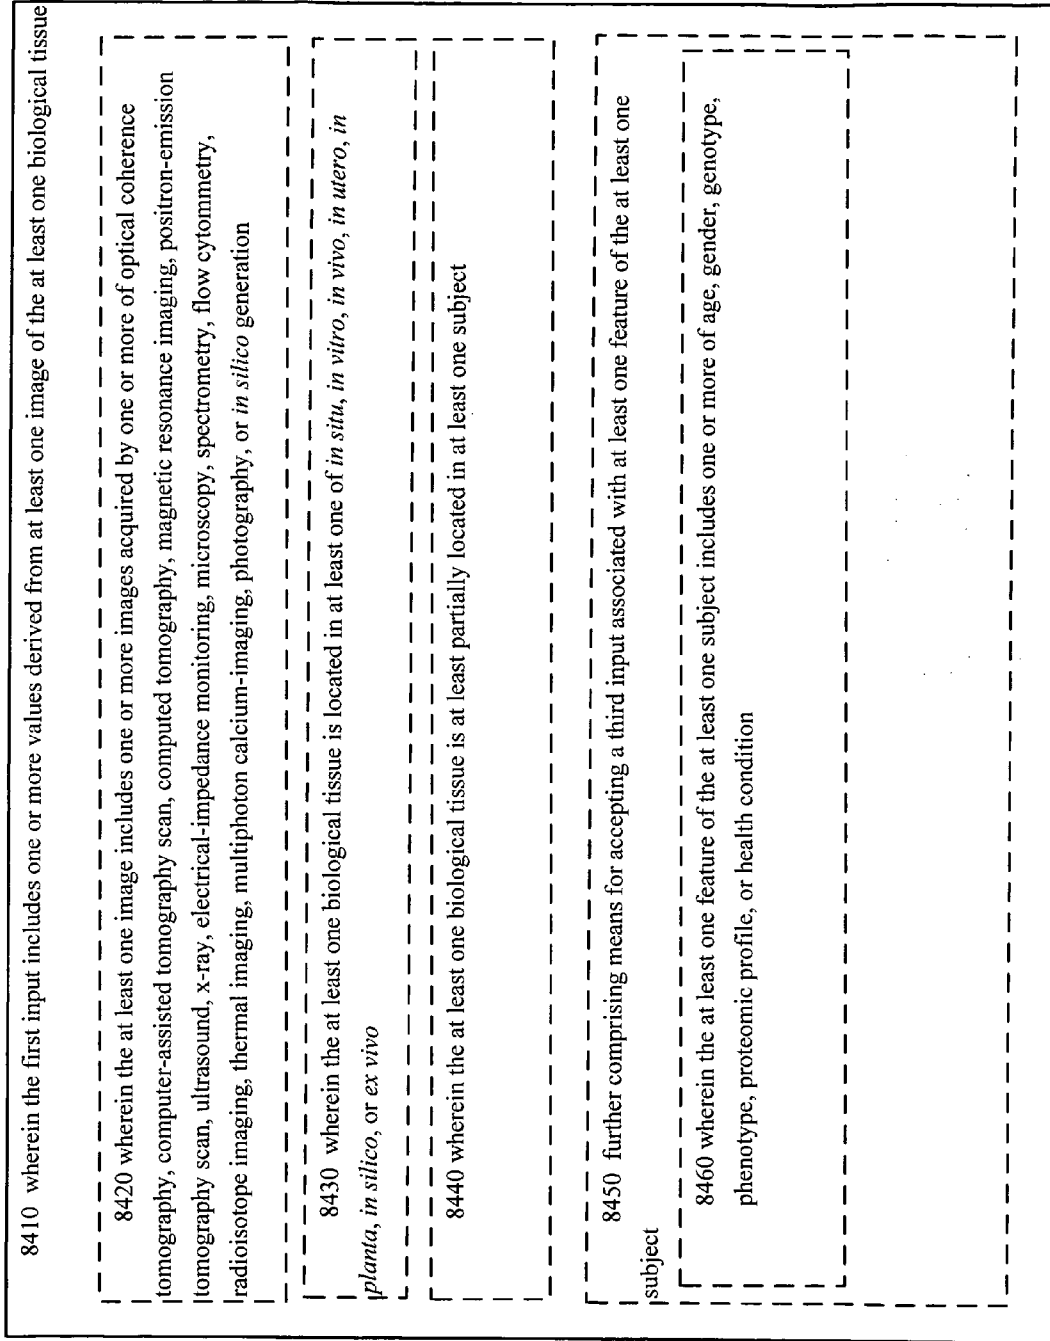 8410 wherein the first input includes one or more values derived from at least one image of the at least one biological tissue
8420 wherein the at least one image includes one or more images acquired by one or more of optical coherence
tomography, computer-assisted tomography scan, computed tomography, magnetic resonance imaging, positron-emission
tomography scan, ultrasound, x-ray, electrical-impedance monitoring, microscopy, spectrometry, flow cytommetry,
radioisotope imaging, thermal imaging, multiphoton calcium-imaging, photography, or in silico generation
8430 wherein the at least one biological tissue is located in at least one of in situ, in vitro, in vivo, in utero, in
planta, in silico, or ex vivo
8440 wherein the at least one biological tissue is at least partially located in at least one subject
8450 further comprising means for accepting a third input associated with at least one feature of the at least one
subject
8460 wherein the at least one feature of the at least one subject includes one or more of age, gender, genotype,
phenotype, proteomic profile, or health condition